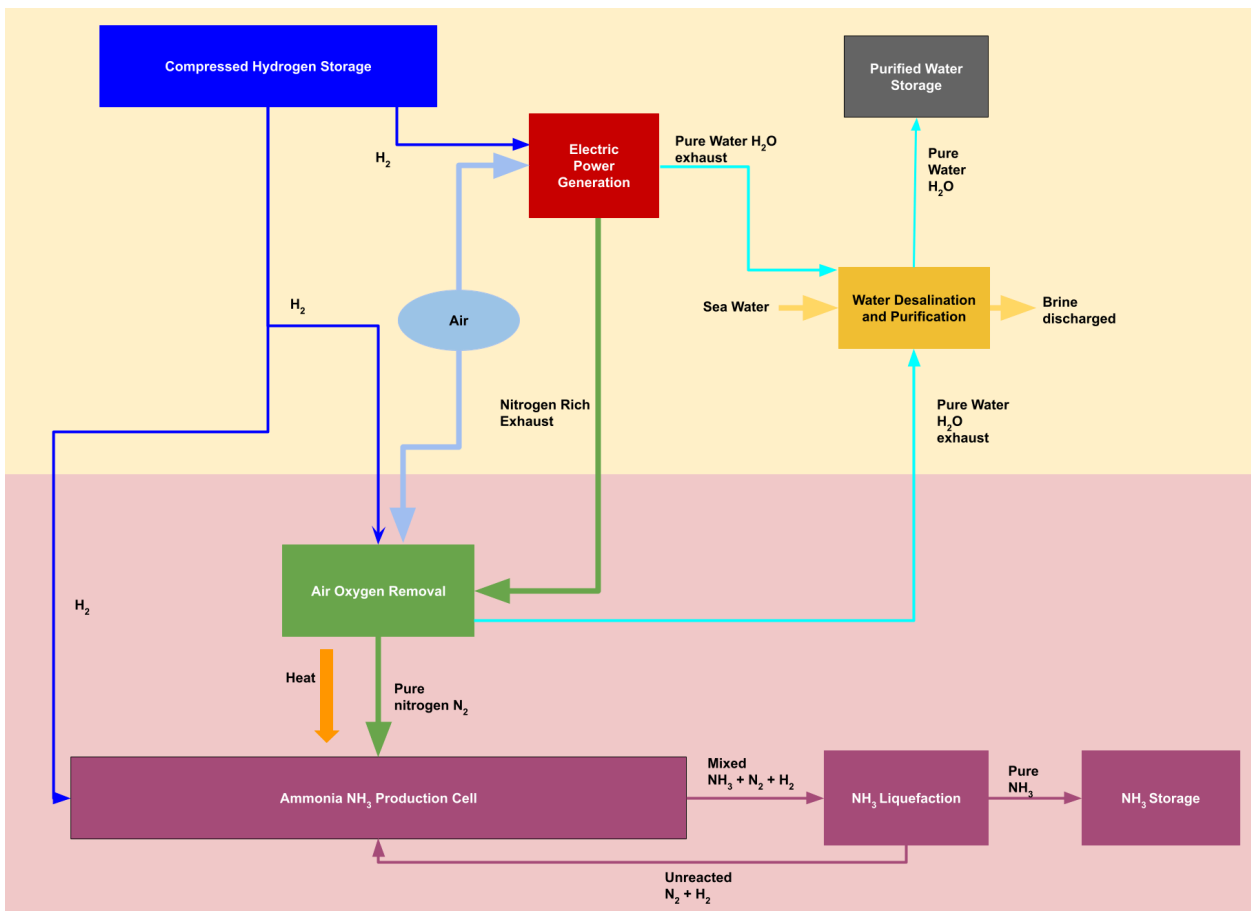 Compressed Hydrogen Storage
Purified Water
Storage
Electric
Power
Generation
Pure Water H₂O
exhaust
H₂
Pure
Water
H₂O
H₂
Air
Sea Water
Water Desalination
and Purification
Brine
discharged
Nitrogen Rich
Exhaust
Pure Water
H₂O
exhaust
H₂
Air Oxygen Removal
Heat
Pure
nitrogen N₂
Mixed
NH₃ + N₂ + H₂
Pure
NH₃
Ammonia NH₃ Production Cell
NH₃ Liquefaction
NH₃ Storage
Unreacted
N₂ + H₂